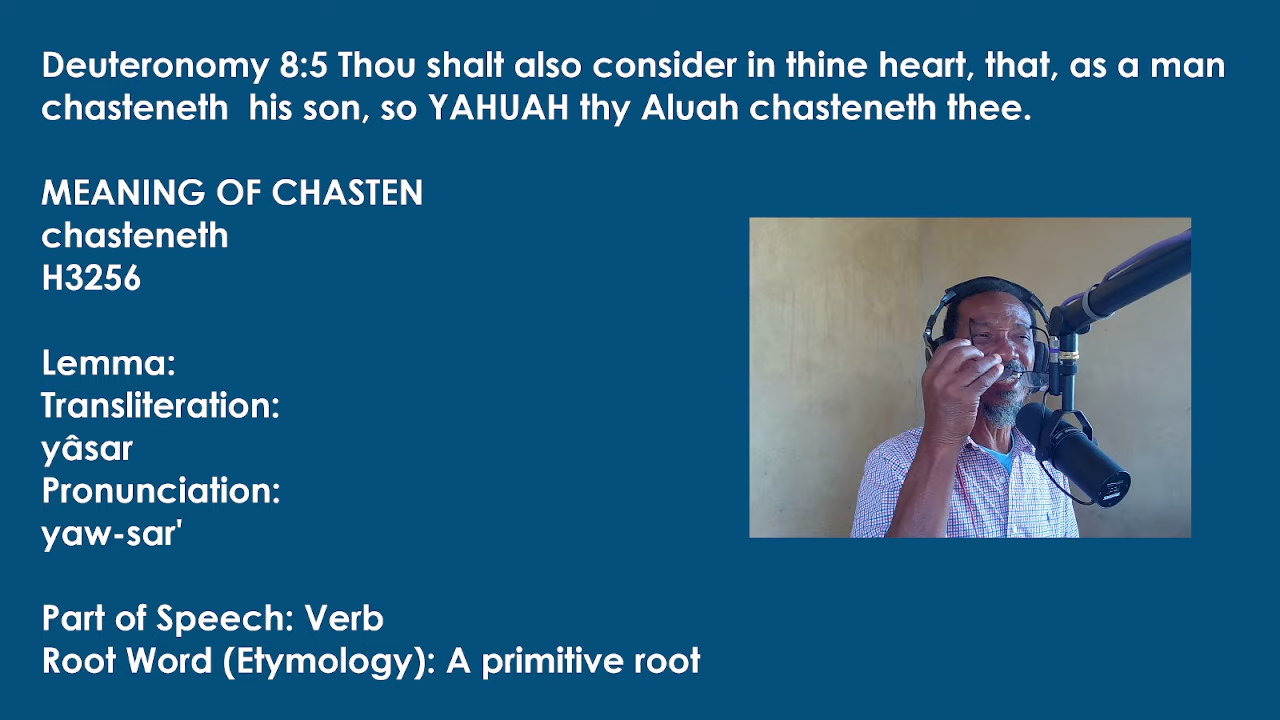 Deuteronomy 8:5 Thou shalt also consider in thine heart, that, as a man
chasteneth  his son, so YAHUAH thy Aluah chasteneth thee.
MEANING OF CHASTEN
chasteneth
H3256
Lemma:
Transliteration:
yâsar
Pronunciation:
yaw-sar'
Part of Speech: Verb
Root Word (Etymology): A primitive root